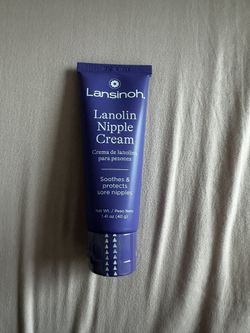 Lansinoh
Lanolin
Nipple
Cream
Crema de lanolina
para pezones
Soothes &
protects
sore nipples
Net Wt. / Peso Neto
1.41 oz (40 g)